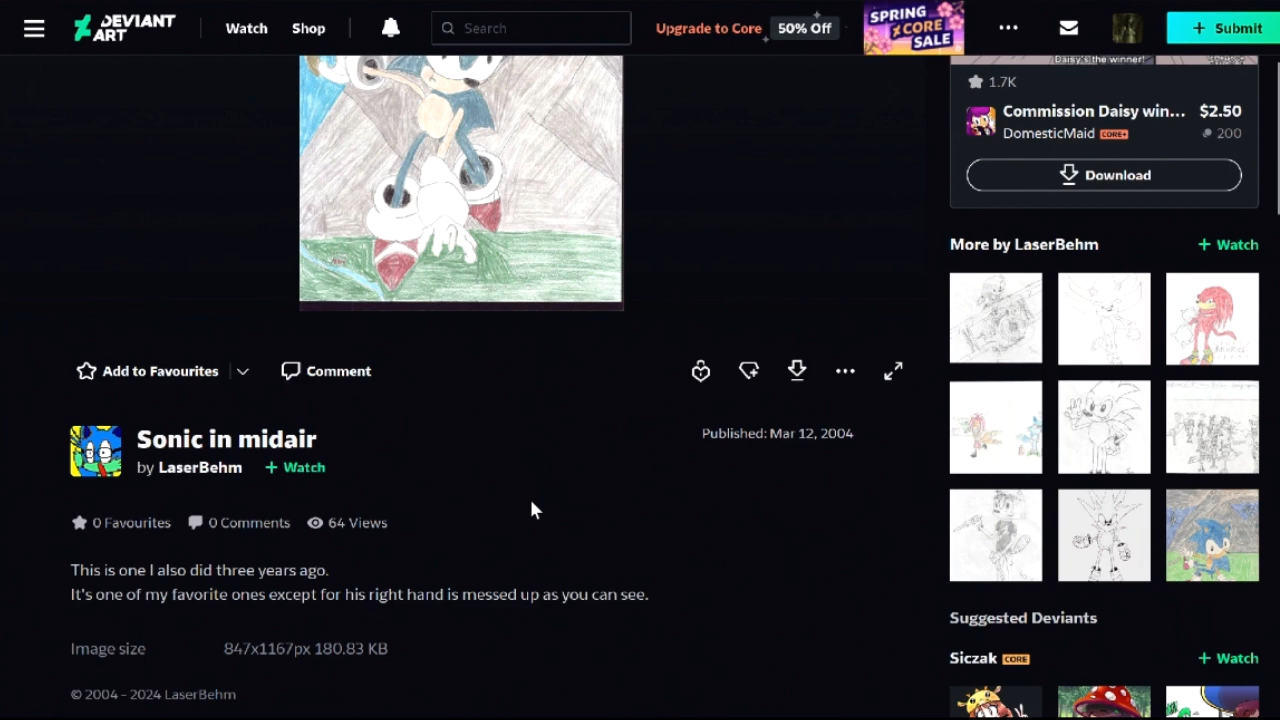 DEVIANT ART
Watch
Shop
Search
Upgrade to Core
50% Off
SPRING CORE SALE
Submit
Daisy's the winner!
1.7K
Commission Daisy win... $2.50
DomesticMaid CORE+ 200
Download
More by LaserBehm + Watch
Add to Favourites
Comment
Sonic in midair
by LaserBehm + Watch
Published: Mar 12, 2004
0 Favourites 0 Comments 64 Views
This is one I also did three years ago.
It's one of my favorite ones except for his right hand is messed up as you can see.
Image size 847x1167px 180.83 KB
© 2004 - 2024 LaserBehm
Suggested Deviants
Siczak CORE + Watch